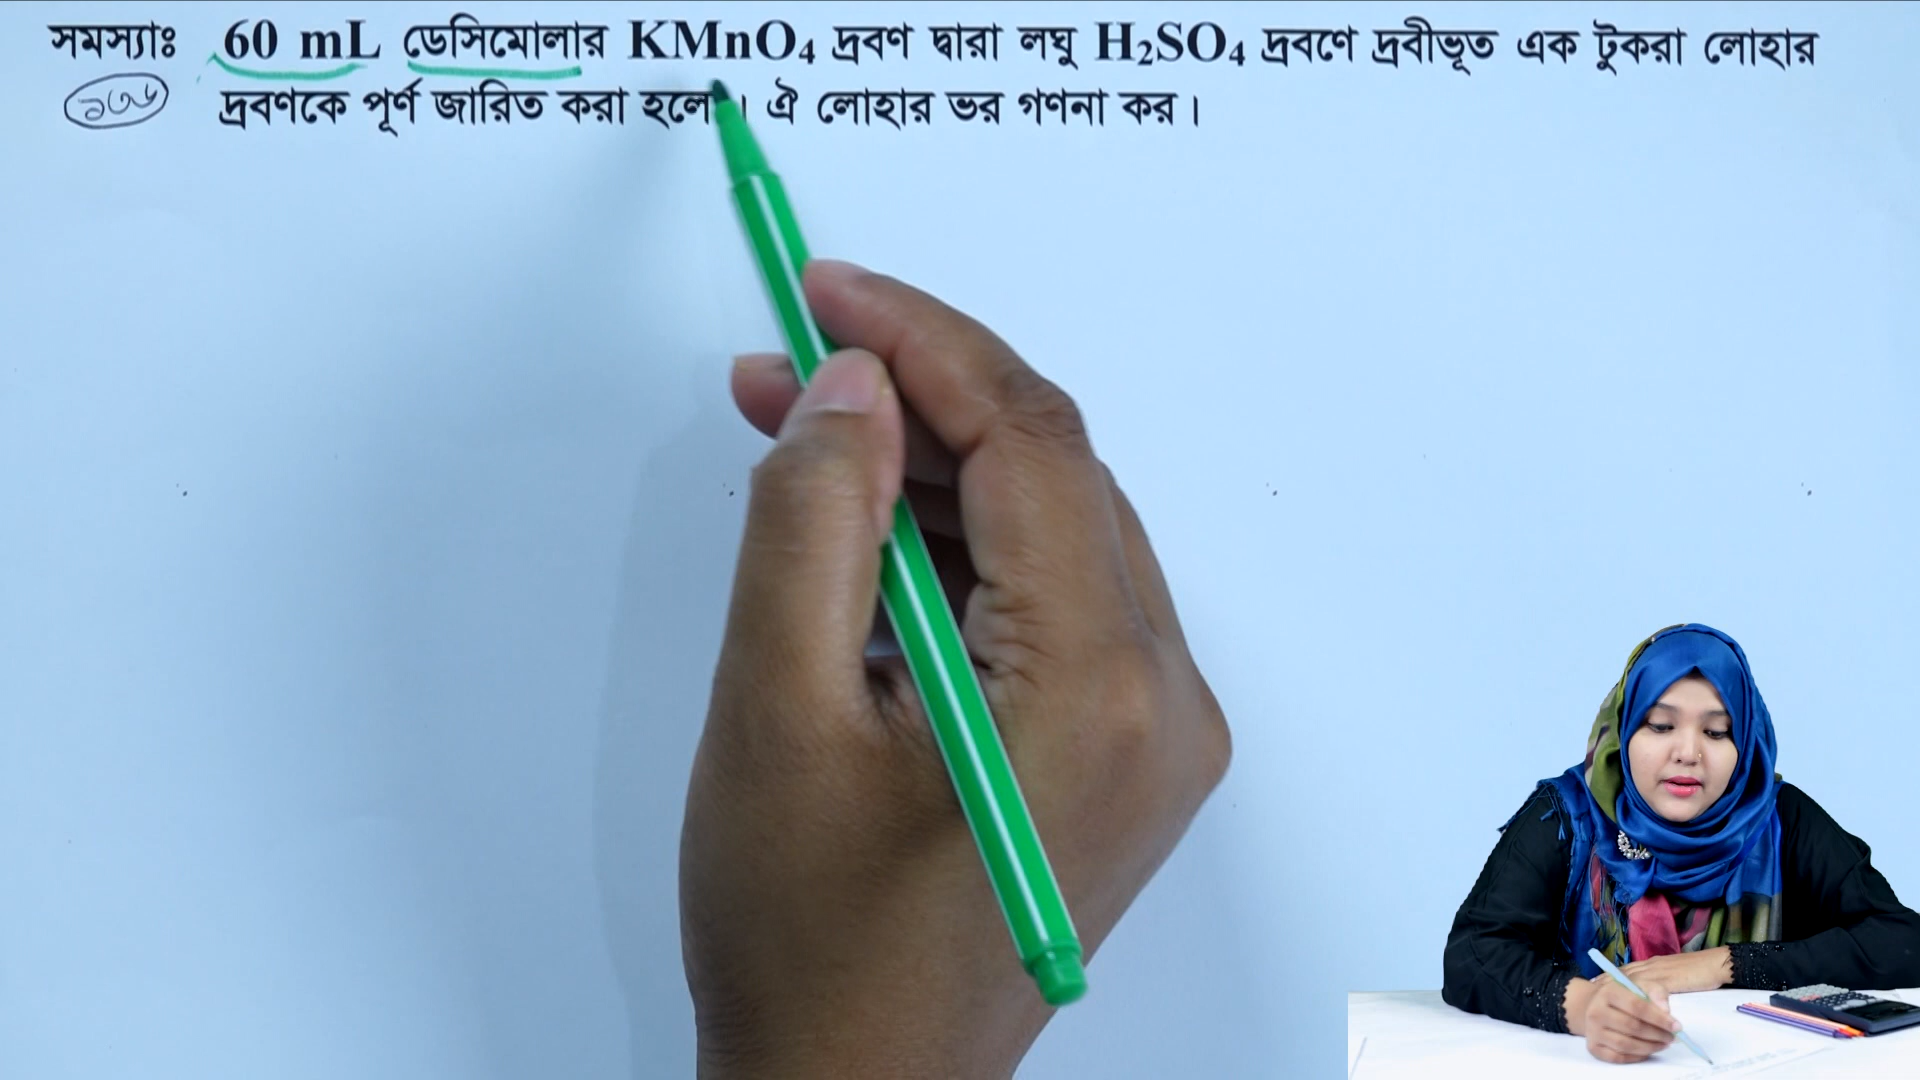 সমস্যাঃ 60 mL ডেসিমোলার KMnO₄ দ্রবণ দ্বারা লঘু H₂SO₄ দ্রবণে দ্রবীভূত এক টুকরা লোহার
১৩৬ দ্রবণকে পূর্ণ জারিত করা হলো। ঐ লোহার ভর গণনা কর।